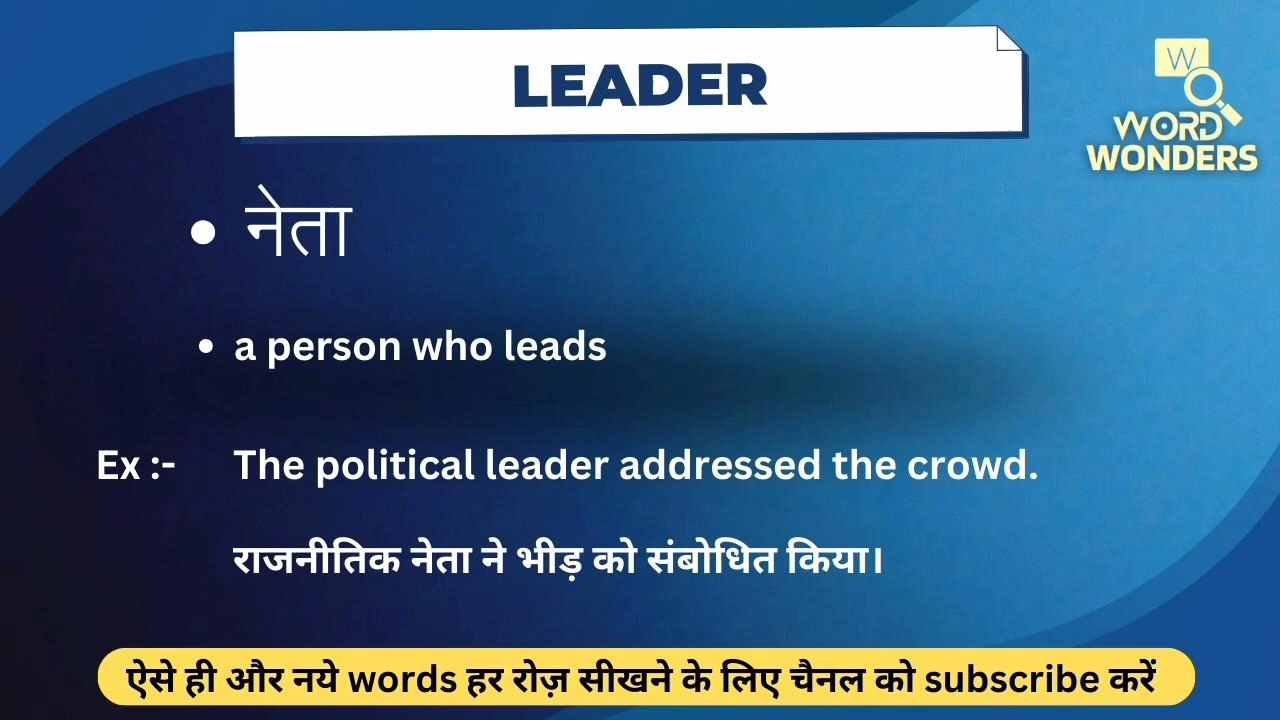 LEADER
W
WORD
WONDERS
• नेता
• a person who leads
Ex :- The political leader addressed the crowd.
राजनीतिक नेता ने भीड़ को संबोधित किया।
ऐसे ही और नये words हर रोज़ सीखने के लिए चैनल को subscribe करें